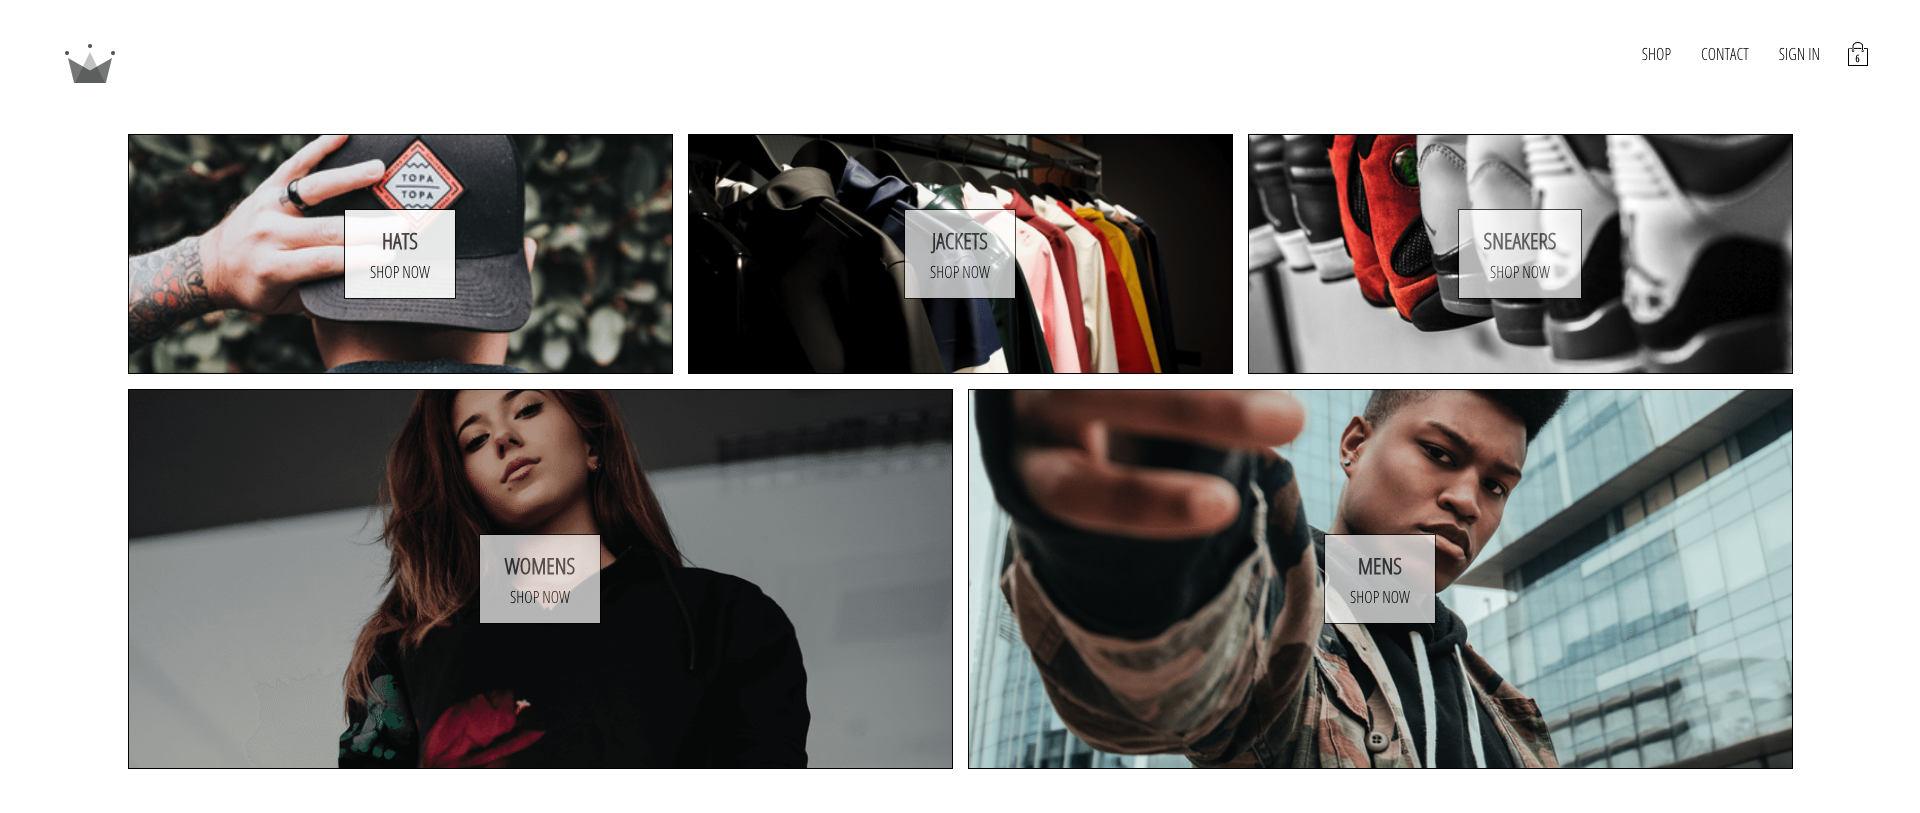 SHOP
CONTACT
SIGN IN
6
TOPA
TOPA
HATS
SHOP NOW
JACKETS
SHOP NOW
SNEAKERS
SHOP NOW
WOMENS
SHOP NOW
MENS
SHOP NOW